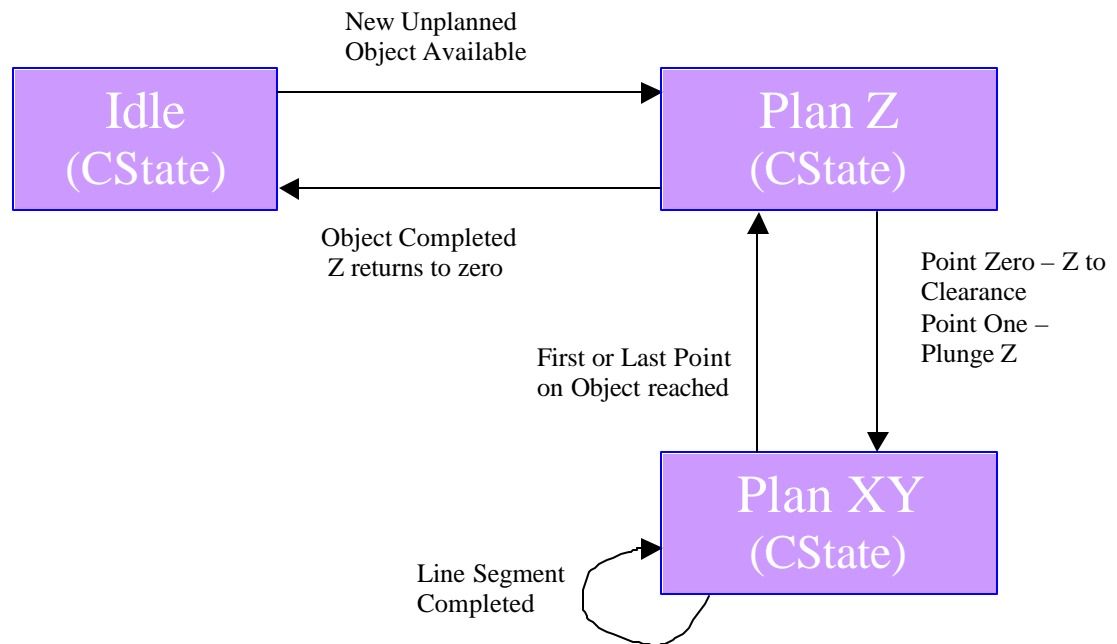 New Unplanned
Object Available
Idle
(CState)
Plan Z
(CState)
Object Completed
Z returns to zero
Point Zero – Z to
Clearance
Point One –
Plunge Z
First or Last Point
on Object reached
Plan XY
(CState)
Line Segment
Completed